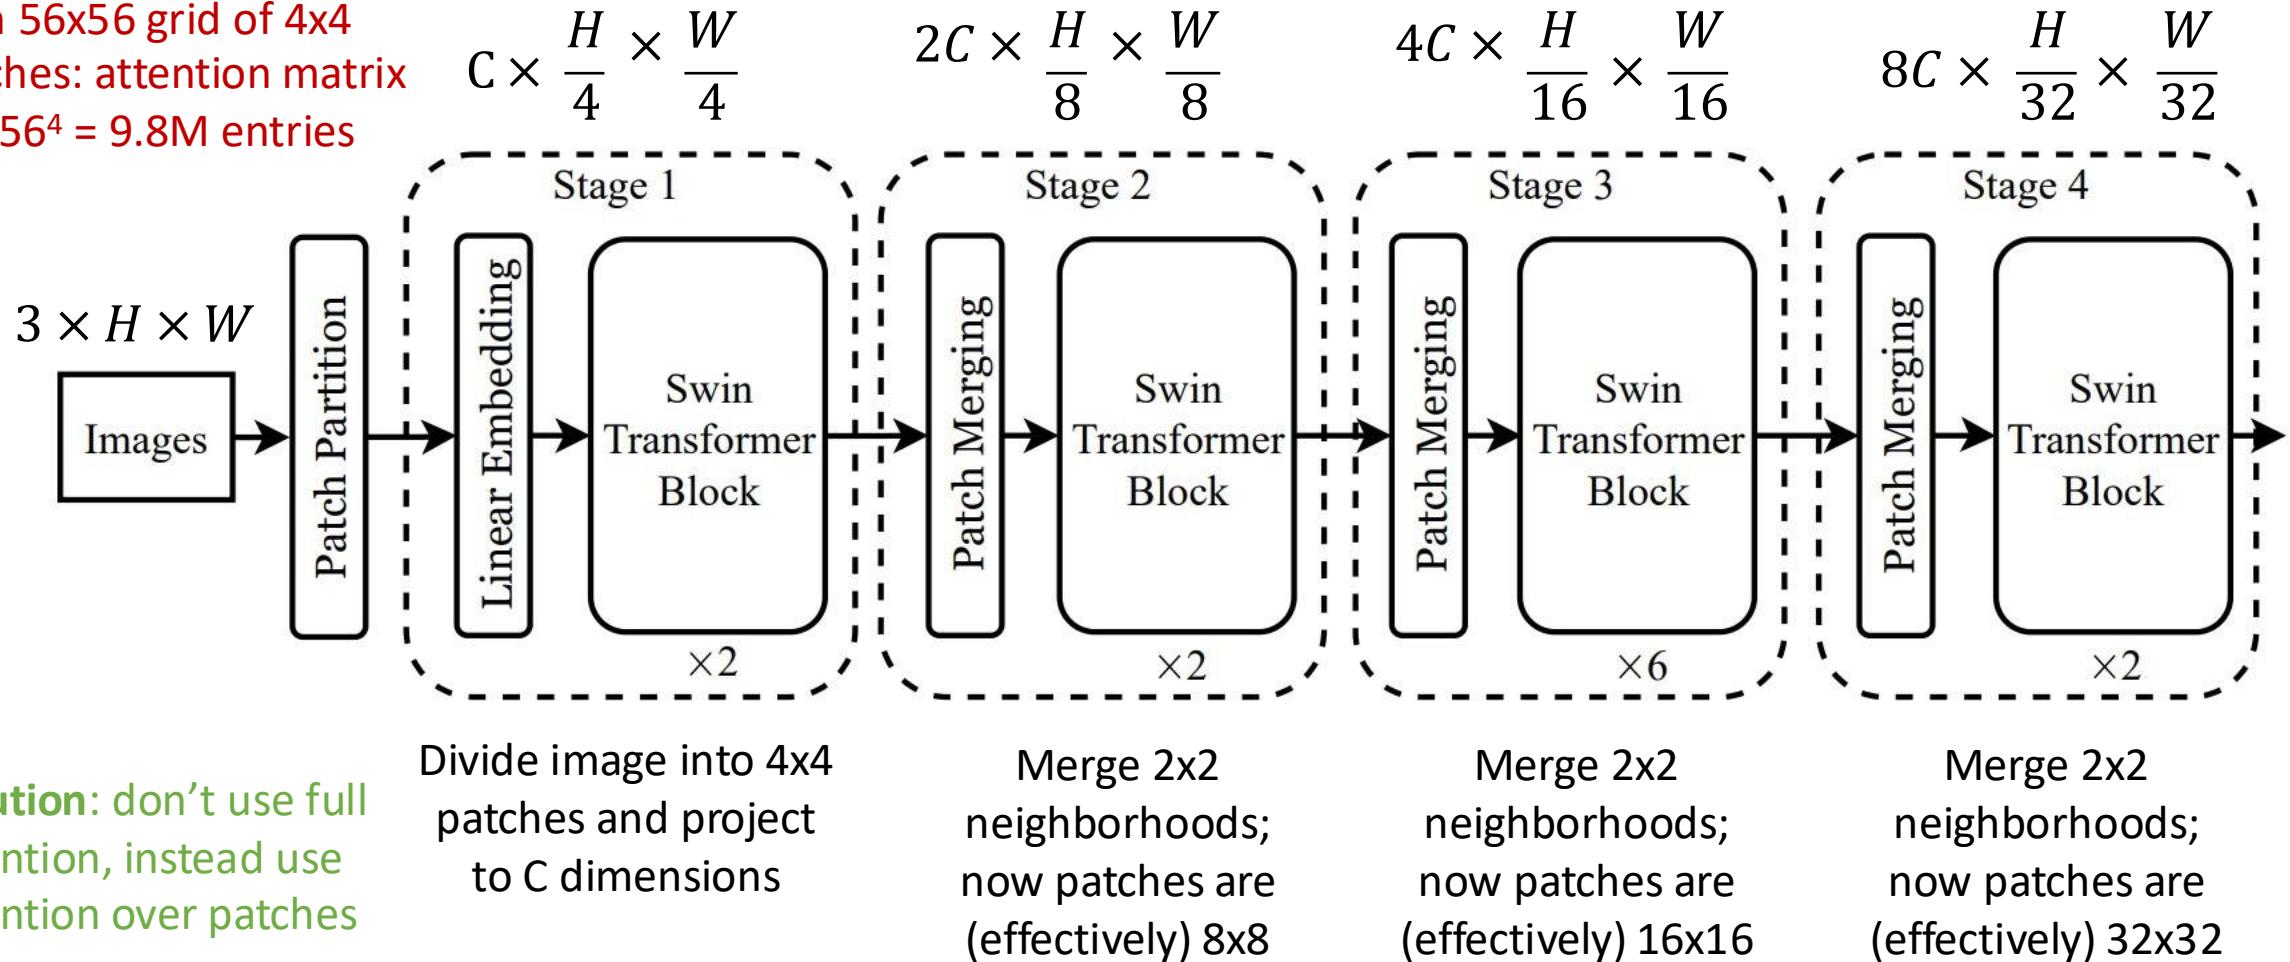 56x56 grid of 4x4
ches: attention matrix
56⁴ = 9.8M entries
C × H/4 × W/4
2C × H/8 × W/8
4C × H/16 × W/16
8C × H/32 × W/32
Stage 1
Stage 2
Stage 3
Stage 4
3 × H × W
Images
Patch Partition
Linear Embedding
Swin
Transformer
Block
×2
Patch Merging
Swin
Transformer
Block
×2
Patch Merging
Swin
Transformer
Block
×6
Patch Merging
Swin
Transformer
Block
×2
ution: don’t use full
ntion, instead use
ntion over patches
Divide image into 4x4
patches and project
to C dimensions
Merge 2x2
neighborhoods;
now patches are
(effectively) 8x8
Merge 2x2
neighborhoods;
now patches are
(effectively) 16x16
Merge 2x2
neighborhoods;
now patches are
(effectively) 32x32